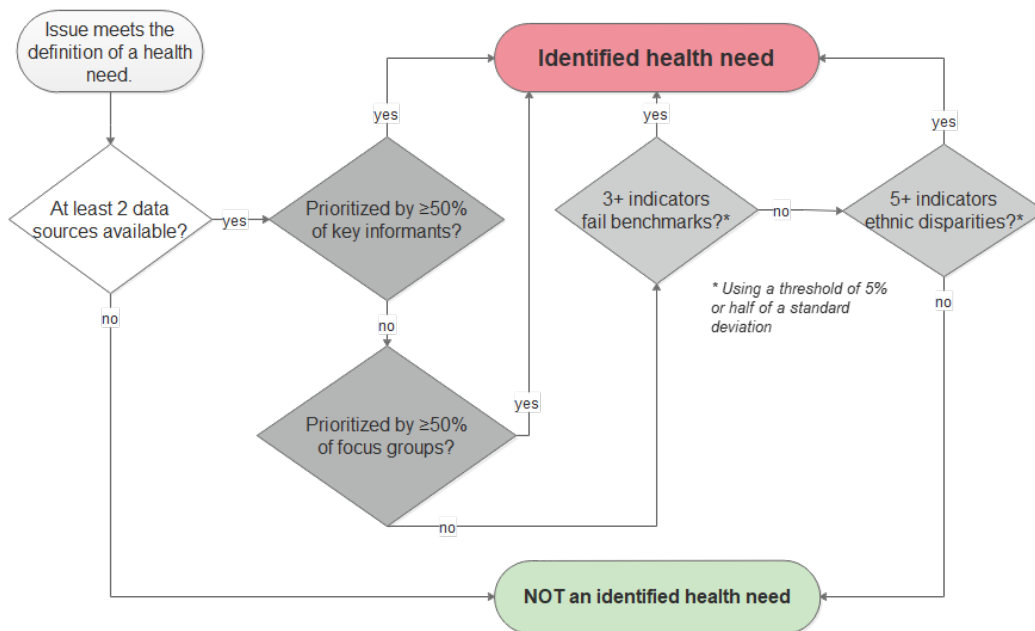 Issue meets the
definition of a health
need.
Identified health need
yes
yes
yes
At least 2 data
sources available?
yes
Prioritized by ≥50%
of key informants?
3+ indicators
fail benchmarks?*
no
5+ indicators
ethnic disparities?*
* Using a threshold of 5%
or half of a standard
deviation
no
no
no
Prioritized by ≥50%
of focus groups?
yes
no
NOT an identified health need